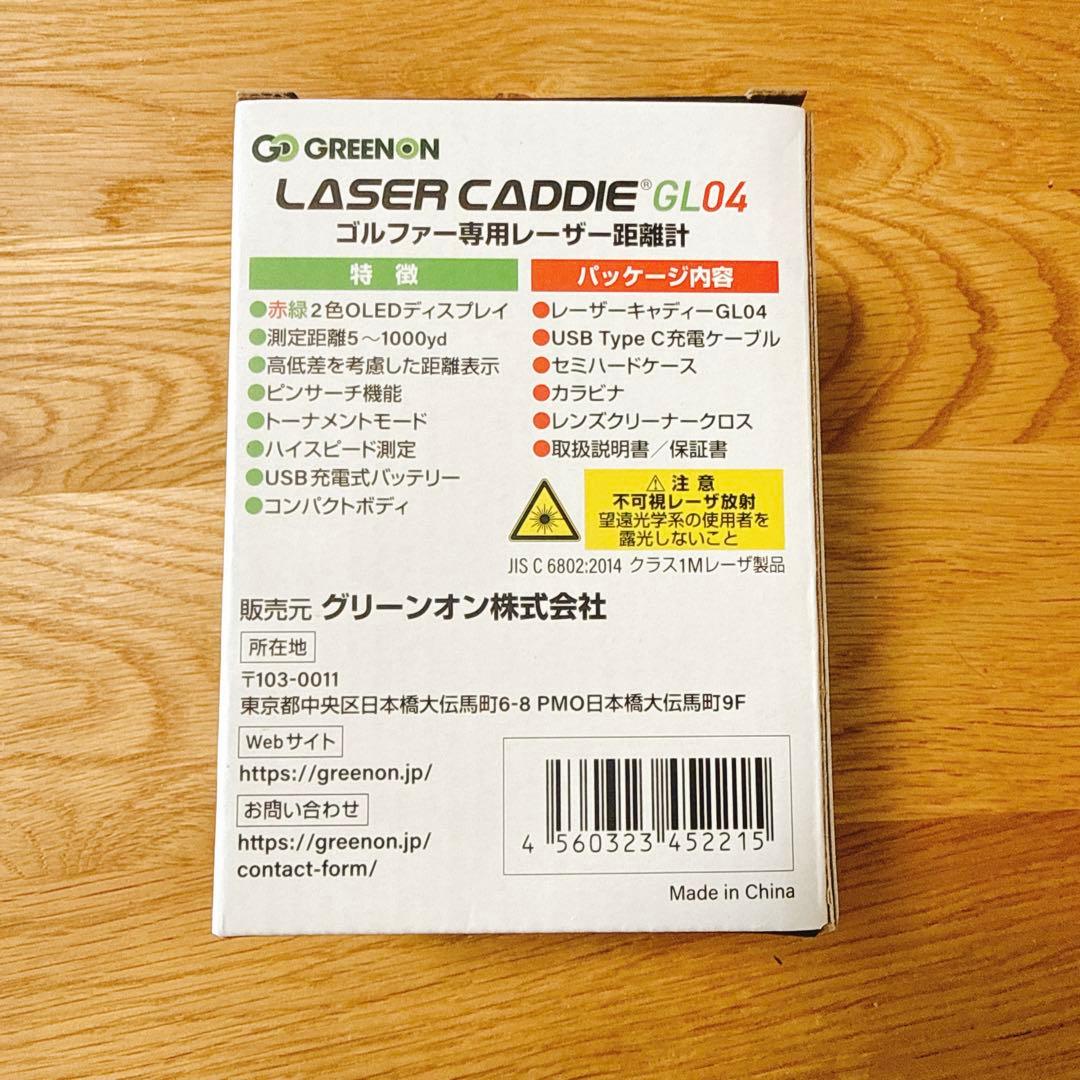 GREENON
LASER CADDIE® GL04
ゴルファー専用レーザー距離計
特 徴
●赤緑2色OLEDディスプレイ
●測定距離5～1000yd
●高低差を考慮した距離表示
●ピンサーチ機能
●トーナメントモード
●ハイスピード測定
●USB充電式バッテリー
●コンパクトボディ
パッケージ内容
●レーザーキャディーGL04
●USB Type C充電ケーブル
●セミハードケース
●カラビナ
●レンズクリーナークロス
●取扱説明書／保証書
⚠ 注 意
不可視レーザ放射
望遠光学系の使用者を
露光しないこと
JIS C 6802:2014 クラス1Mレーザ製品
販売元 グリーンオン株式会社
所在地
〒103-0011
東京都中央区日本橋大伝馬町6-8 PMO日本橋大伝馬町9F
Webサイト
https://greenon.jp/
お問い合わせ
https://greenon.jp/
contact-form/
4 560323 452215
Made in China